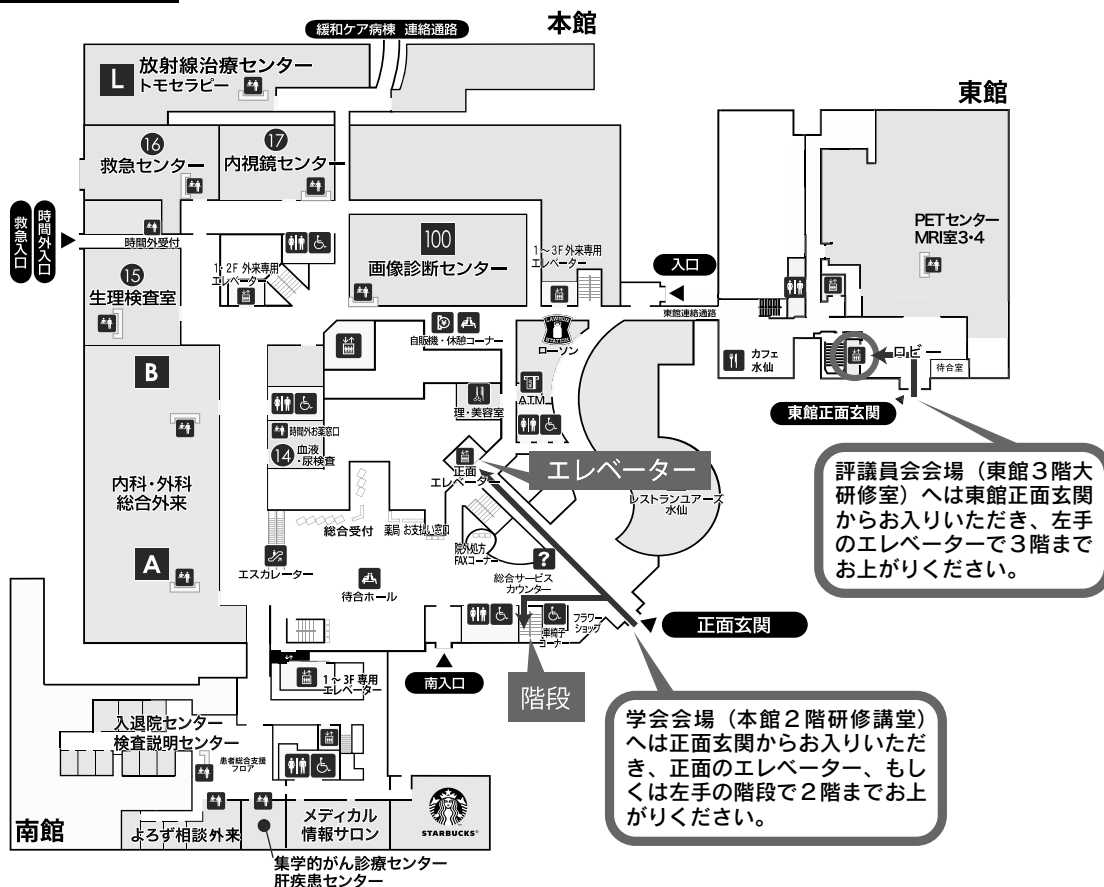 緩和ケア病棟 連絡通路
本館
東館
L
放射線治療センター
トモセラピー
16
救急センター
17
内視鏡センター
救急入口
時間外入口
時間外受付
100
画像診断センター
1・2F 外来専用
エレベーター
1～3F 外来専用
エレベーター
入口
東館連絡通路
PETセンター
MRI室3・4
15
生理検査室
自販機・休憩コーナー
LAWSON
STATION
ローソン
カフェ
水仙
ロビー
待合室
東館正面玄関
B
理・美容室
A.T.M
時間外お薬窓口
14
血液
・尿検査
正面
エレベーター
エレベーター
レストランユアーズ
水仙
評議員会会場（東館３階大
研修室）へは東館正面玄関
からお入りいただき、左手
のエレベーターで３階まで
お上がりください。
内科・外科
総合外来
総合受付
薬局 お支払い窓口
院外処方
FAXコーナー
?
総合サービス
カウンター
A
エスカレーター
待合ホール
車椅子
コーナー
フラワー
ショップ
正面玄関
南入口
階段
1～3F 専用
エレベーター
学会会場（本館２階研修講堂）
へは正面玄関からお入りいただ
き、正面のエレベーター、もし
くは左手の階段で２階までお上
がりください。
入退院センター
検査説明センター
患者総合支援
フロア
南館
よろず相談外来
メディカル
情報サロン
STARBUCKS®
集学的がん診療センター
肝疾患センター